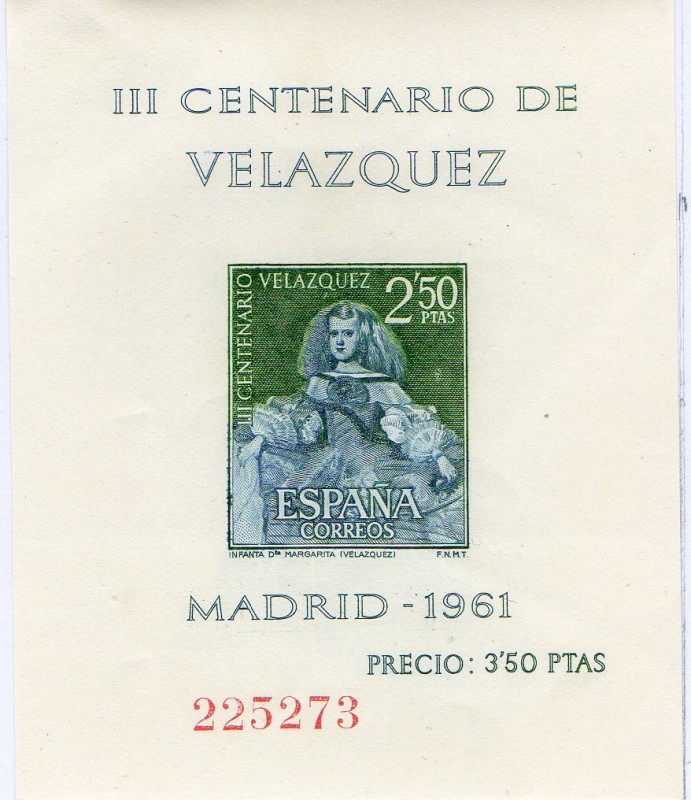 III CENTENARIO DE
VELAZQUEZ
III CENTENARIO VELAZQUEZ
2'50
PTAS
ESPAÑA
CORREOS
INFANTA Dña MARGARITA (VELAZQUEZ) F.N.M.T.
MADRID - 1961
PRECIO: 3'50 PTAS
225273